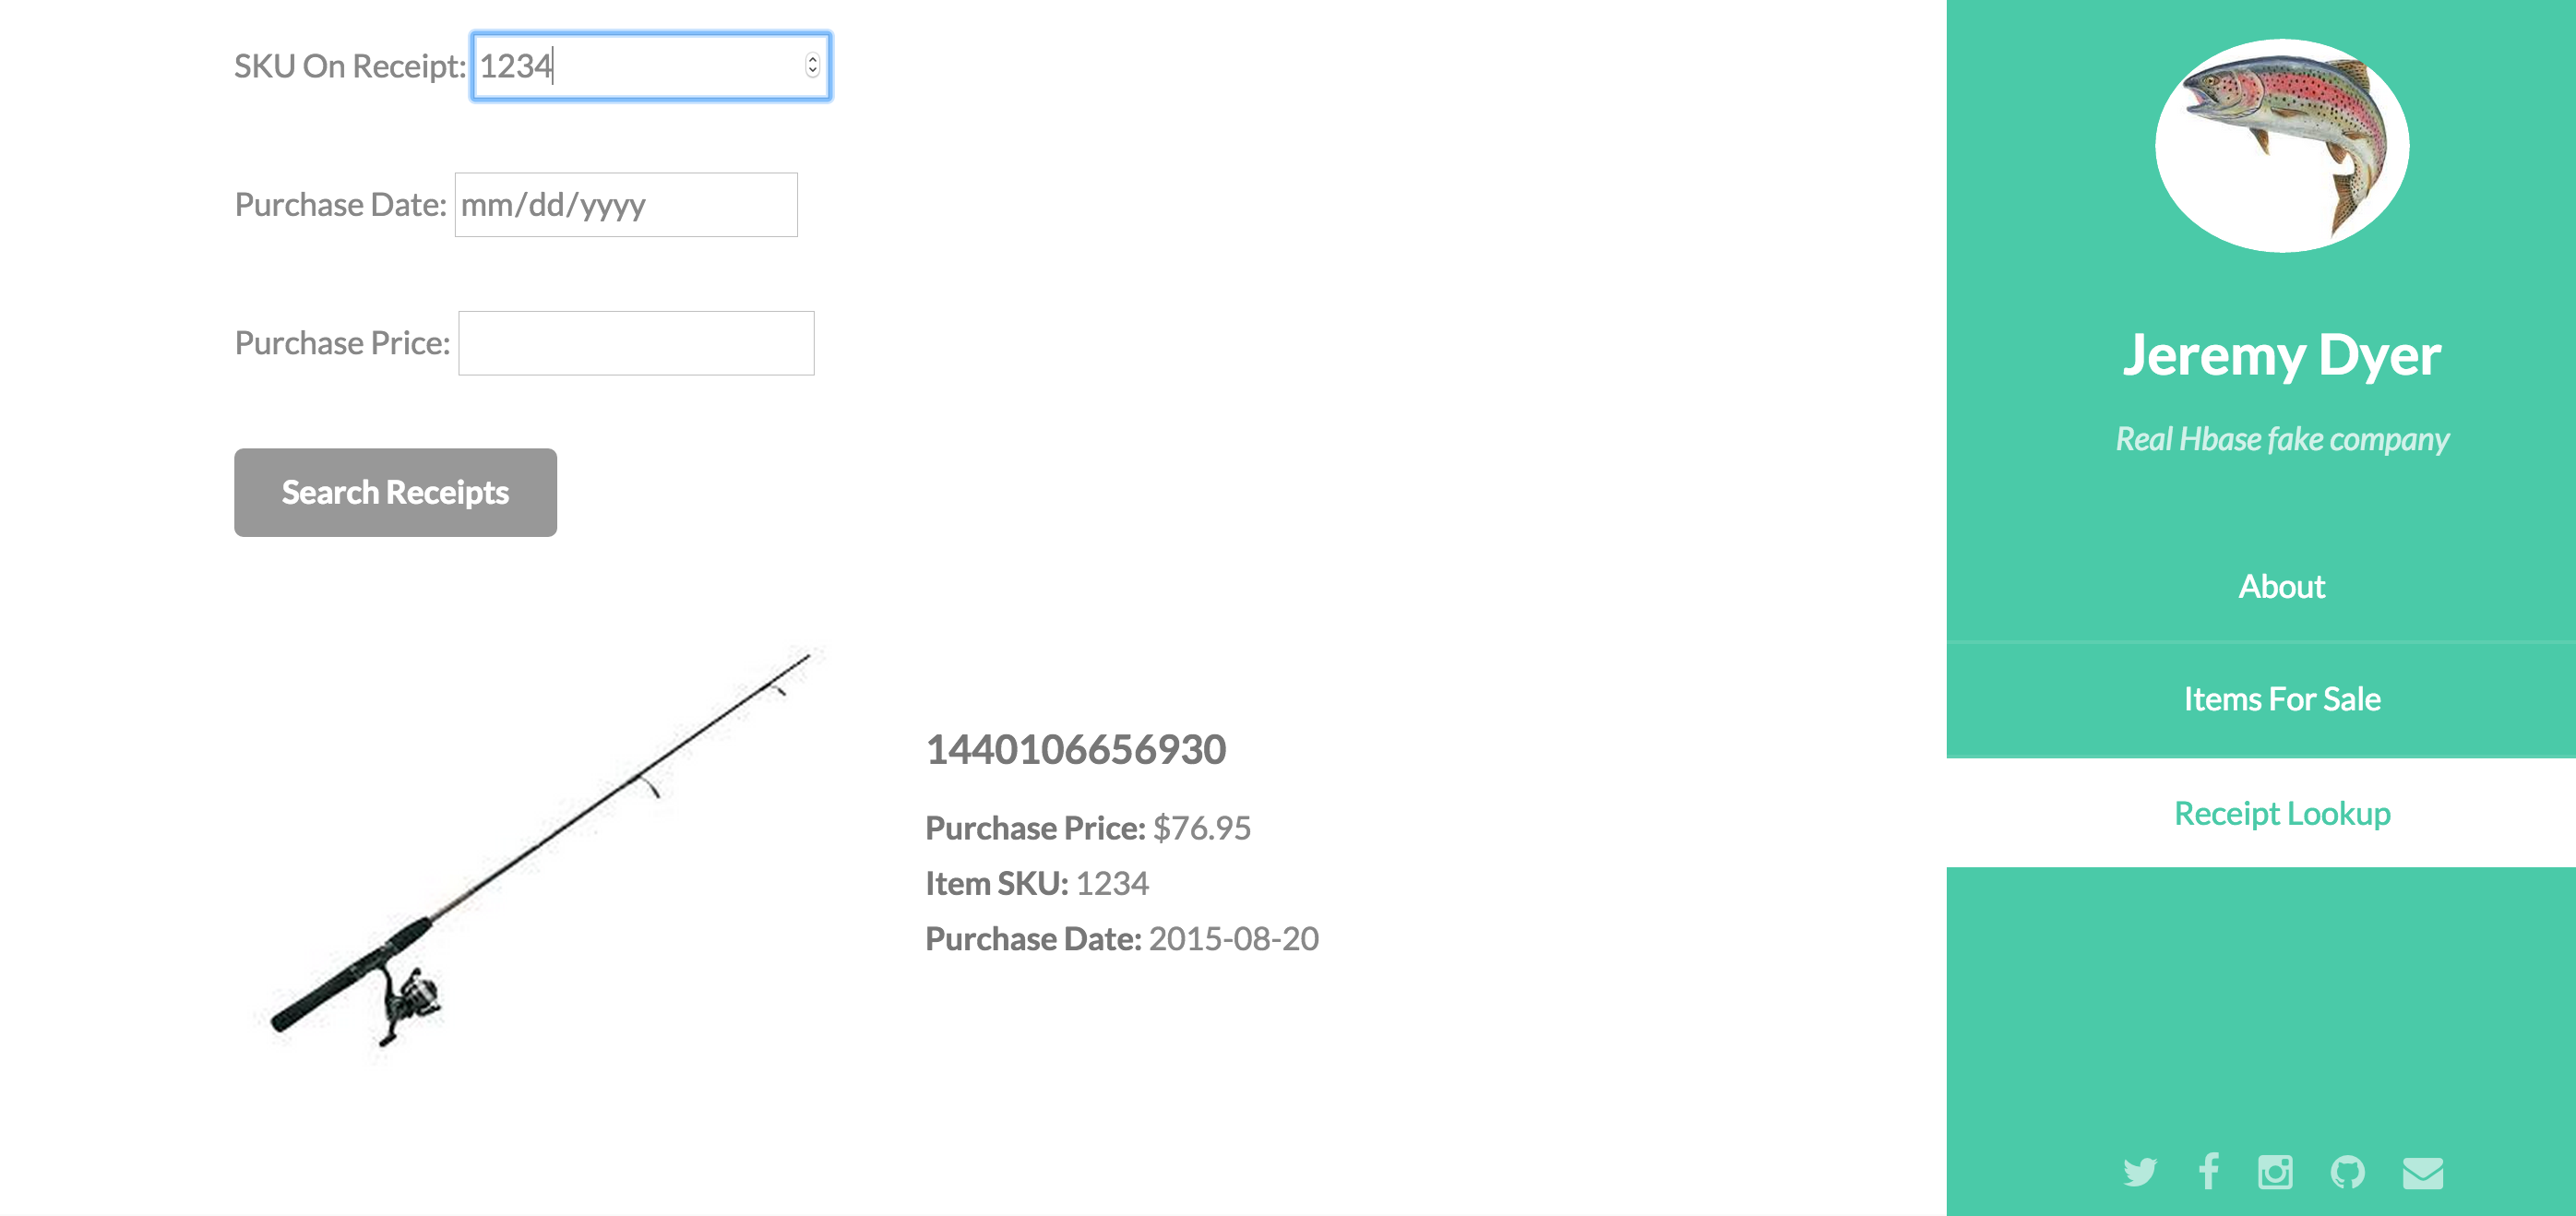 SKU On Receipt: 1234
Purchase Date: mm/dd/yyyy
Purchase Price:
Search Receipts
1440106656930
Purchase Price: $76.95
Item SKU: 1234
Purchase Date: 2015-08-20
Jeremy Dyer
Real Hbase fake company
About
Items For Sale
Receipt Lookup